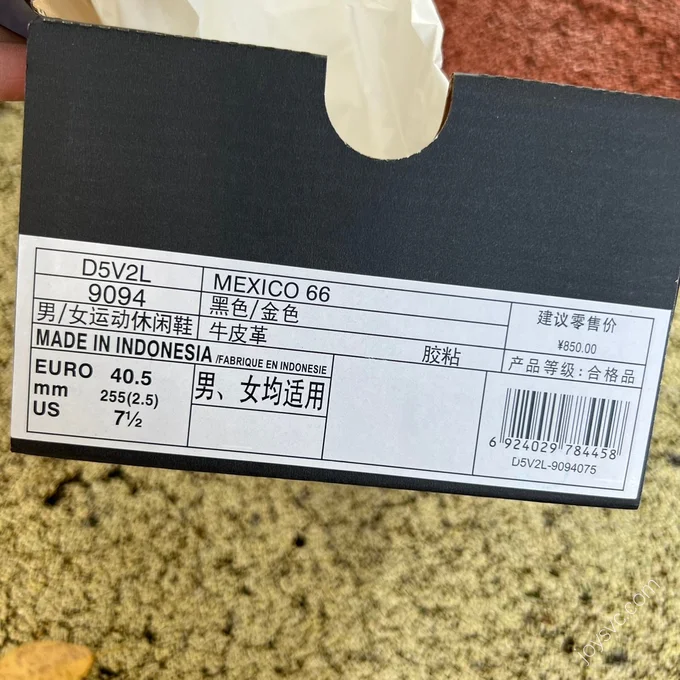 D5V2L
MEXICO 66
9094
黑色/金色
男/女运动休闲鞋
牛皮革
建议零售价
¥850.00
MADE IN INDONESIA /FABRIQUE EN INDONESIE
胶粘
产品等级:合格品
EURO 40.5
mm 255(2.5)
US 7½
男、女均适用
6 924029 784458
D5V2L-9094075
joysvc.com